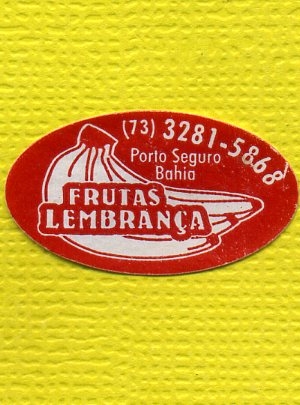 (73) 3281-5868
Porto Seguro
Bahia
FRUTAS
LEMBRANÇA